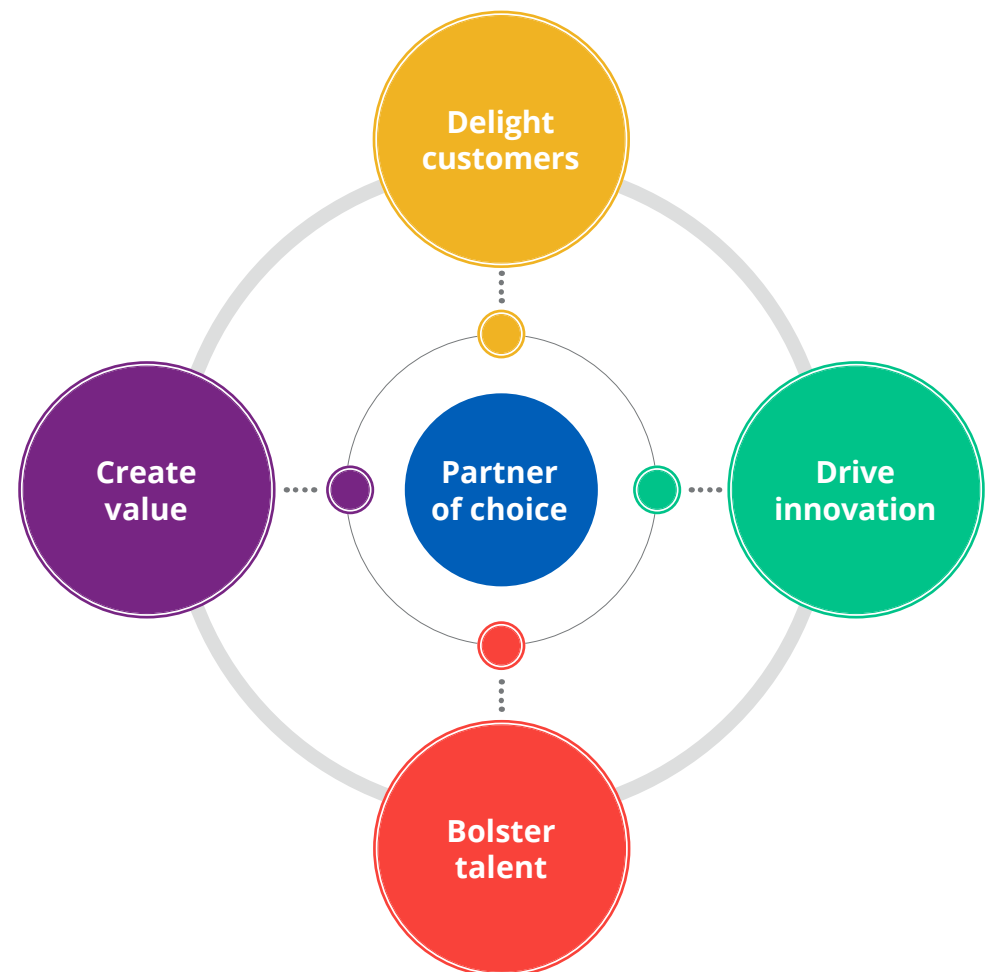 Delight
customers
Create
value
Partner
of choice
Drive
innovation
Bolster
talent